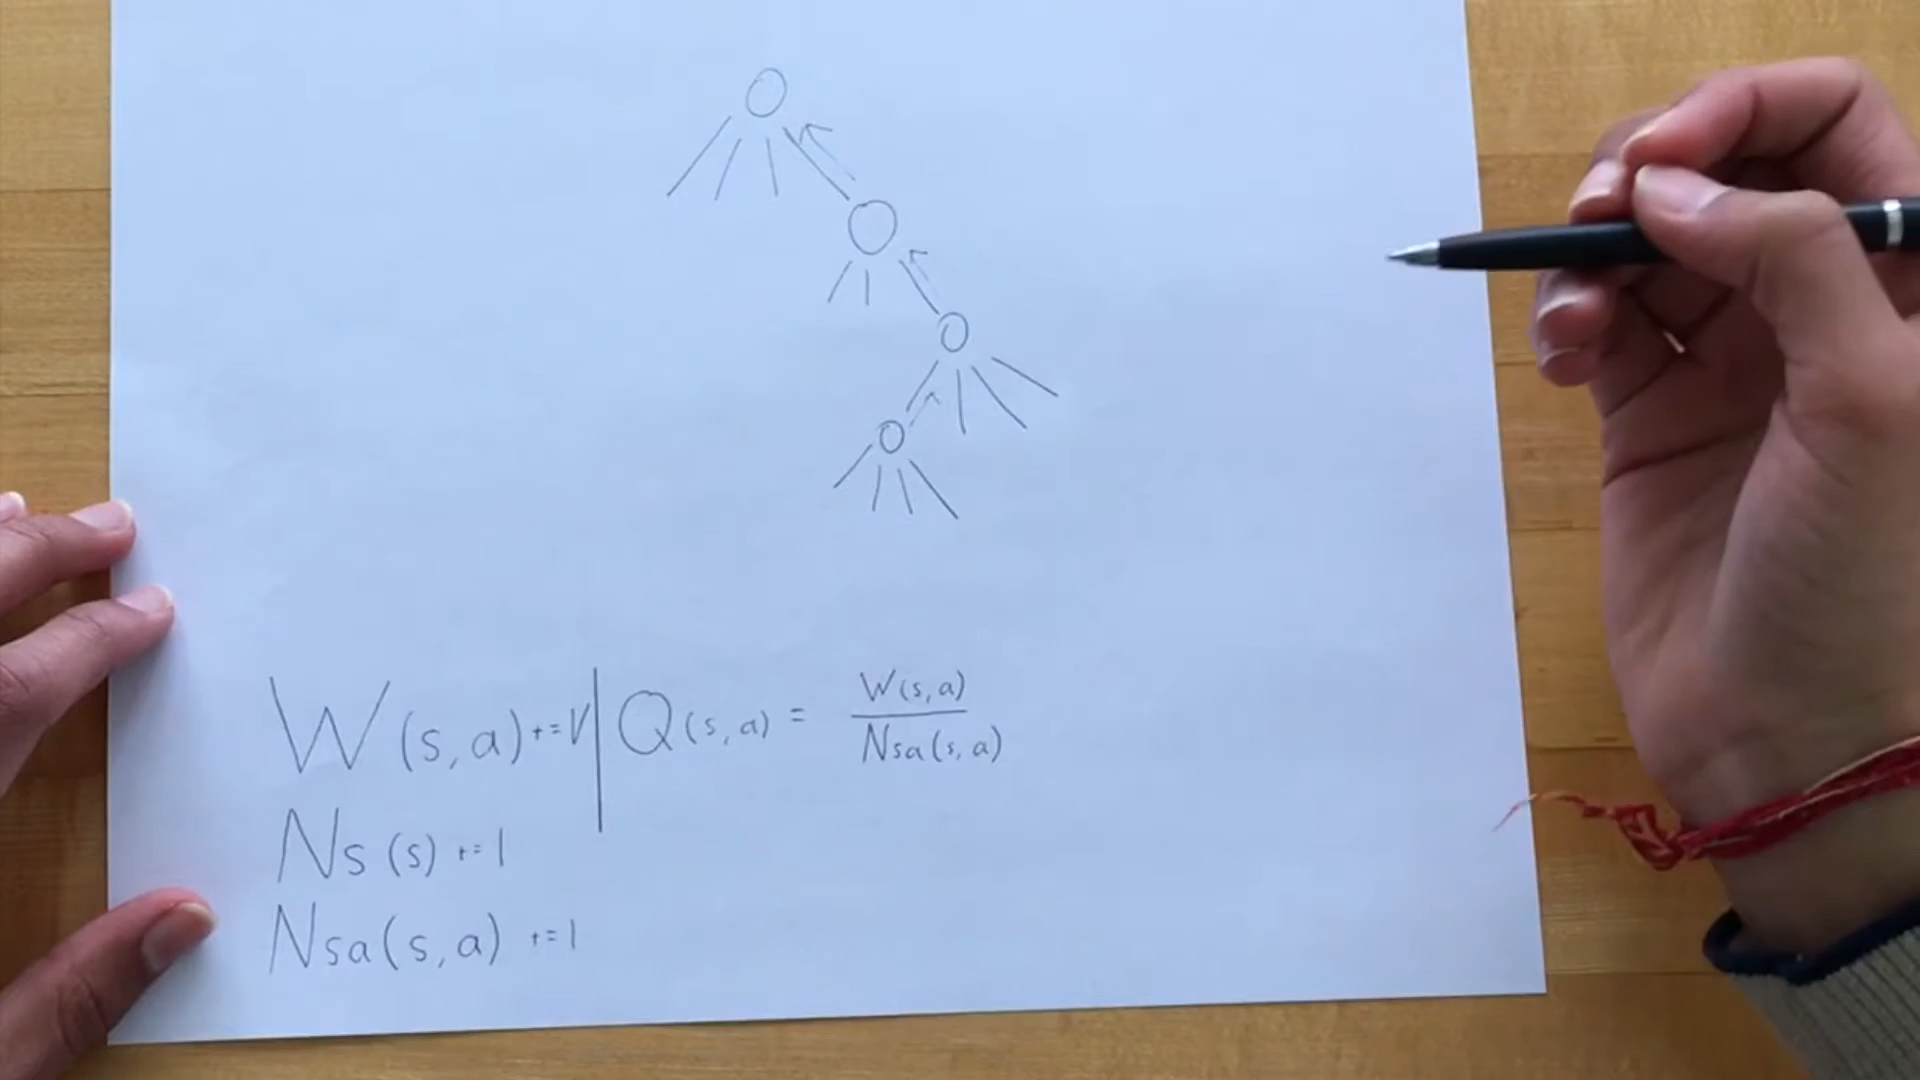 W(s,a) += V | Q(s,a) = W(s,a) / Nsa(s,a)
Ns(s) += 1
Nsa(s,a) += 1